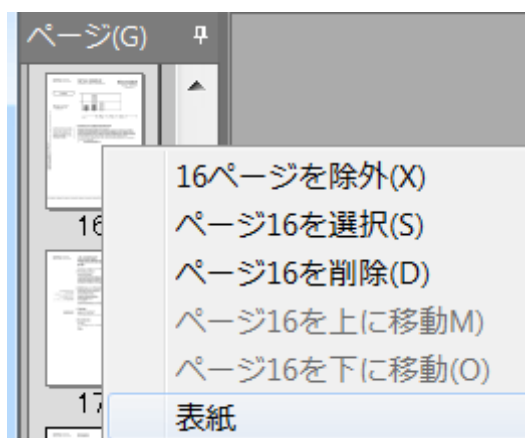 ページ(G)
16ページを除外(X)
ページ16を選択(S)
ページ16を削除(D)
ページ16を上に移動M)
ページ16を下に移動(O)
表紙
16
17